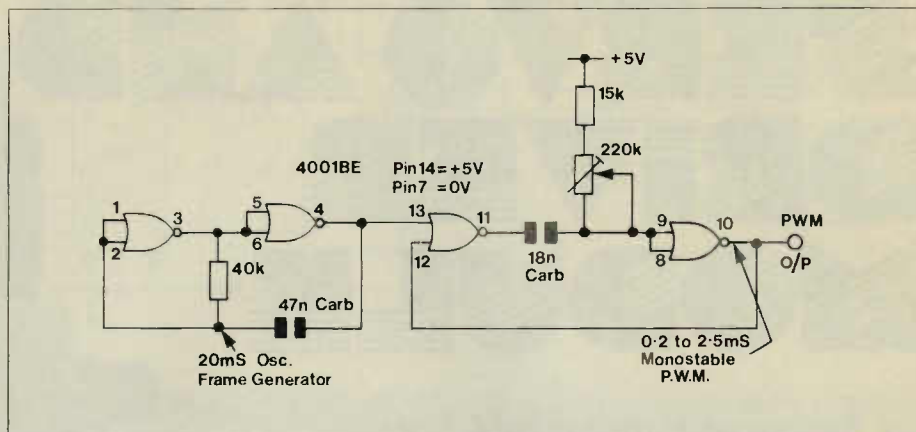 +5V
15k
220k
4001BE
Pin14=+5V
Pin7 =0V
1
2
3
5
6
4
13
12
11
9
8
10
PWM
O/P
40k
47n Carb
18n
Carb
20mS Osc.
Frame Generator
0·2 to 2·5mS
Monostable
P.W.M.